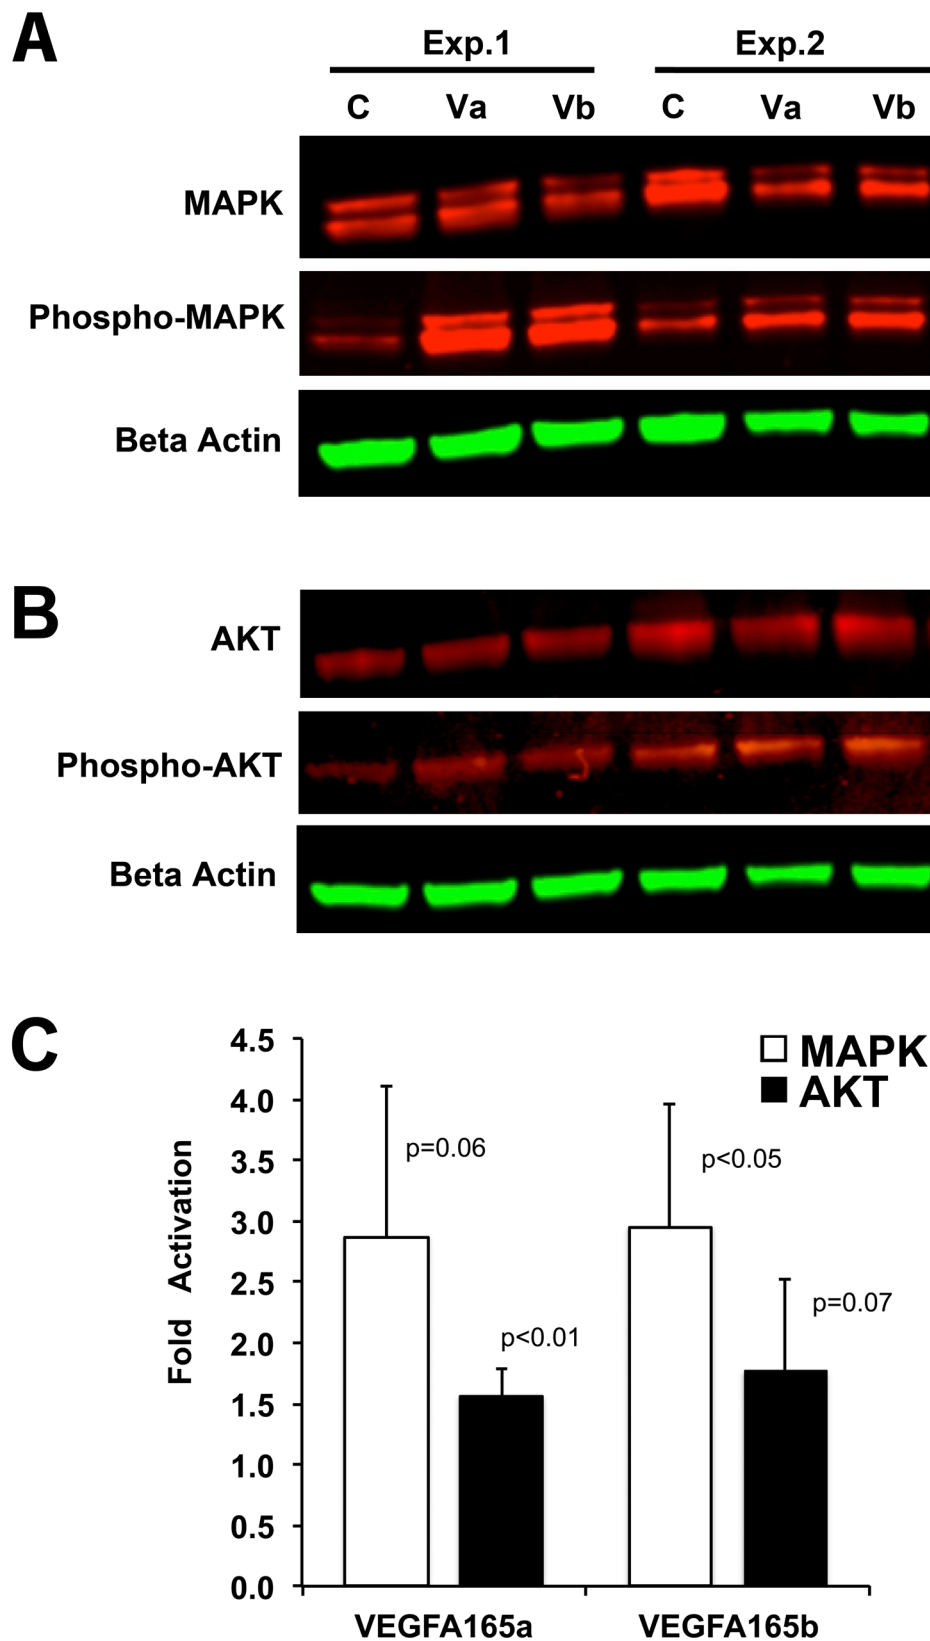 A
Exp.1 Exp.2
C Va Vb C Va Vb
MAPK
Phospho-MAPK
Beta Actin
B
AKT
Phospho-AKT
Beta Actin
C
4.5
4.0
3.5
3.0
2.5
2.0
1.5
1.0
0.5
0.0
Fold Activation
MAPK
AKT
p=0.06
p<0.05
p<0.01
p=0.07
VEGFA165a VEGFA165b